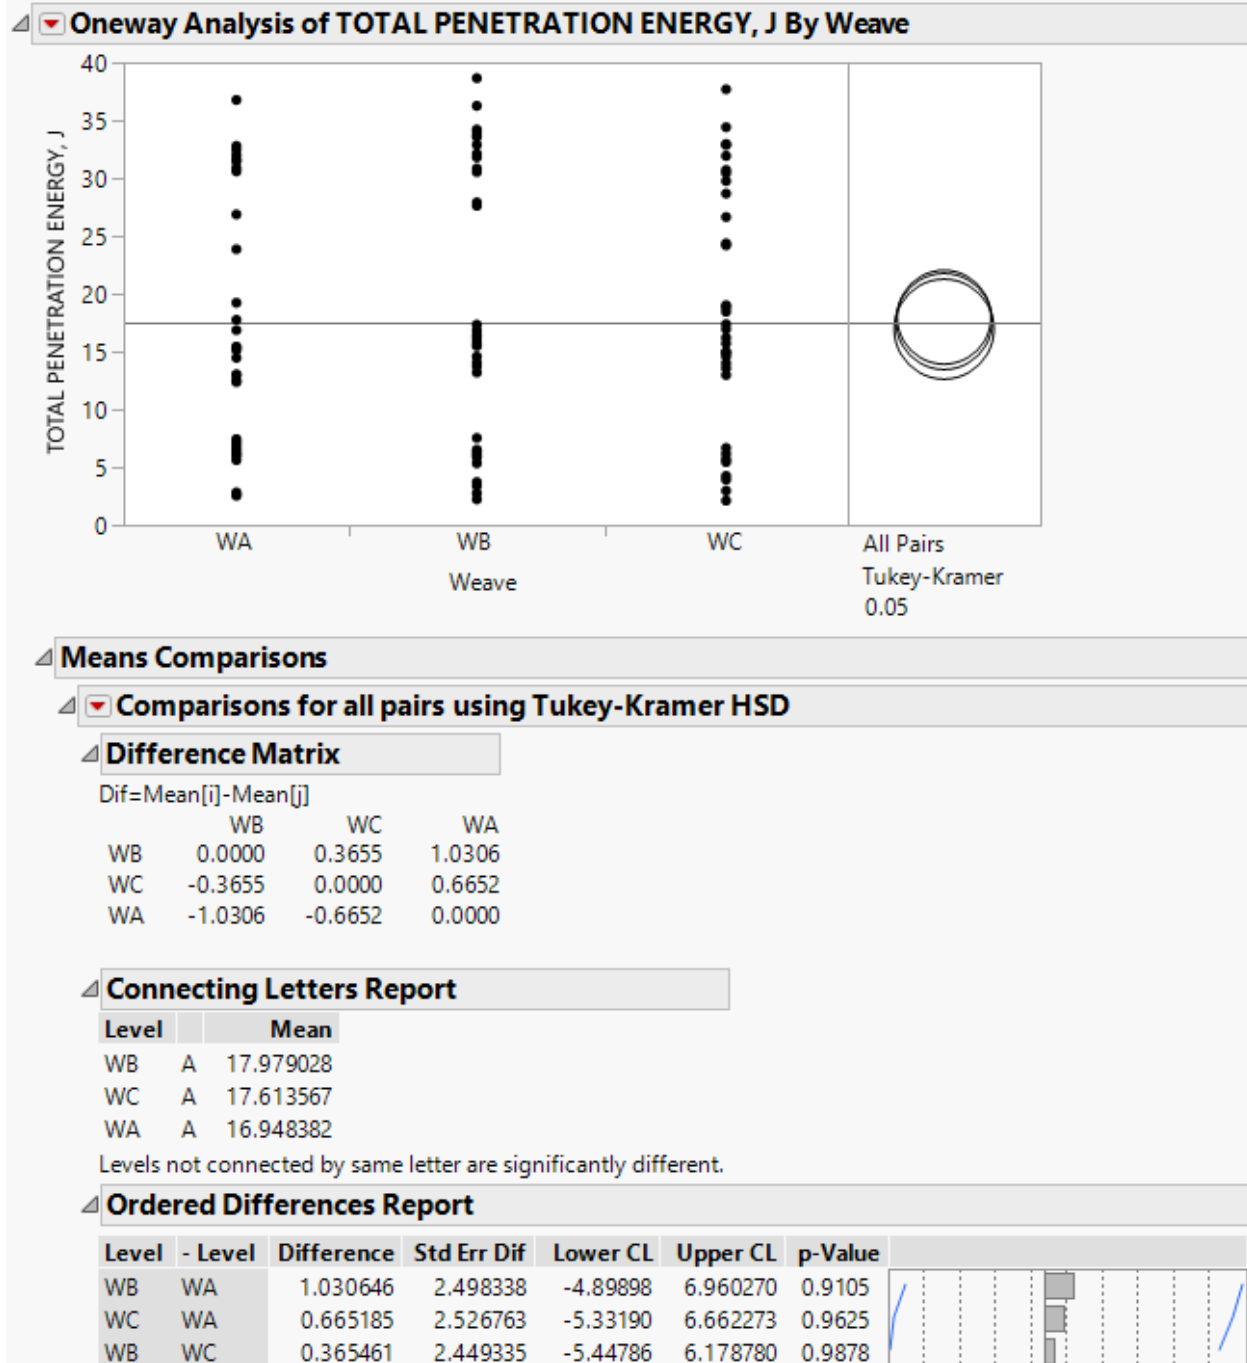 Oneway Analysis of TOTAL PENETRATION ENERGY, J By Weave
TOTAL PENETRATION ENERGY, J
40
35
30
25
20
15
10
5
0
WA WB WC
Weave
All Pairs
Tukey-Kramer
0.05
Means Comparisons
Comparisons for all pairs using Tukey-Kramer HSD
Difference Matrix
Dif=Mean[i]-Mean[j]
WB WC WA
WB 0.0000 0.3655 1.0306
WC -0.3655 0.0000 0.6652
WA -1.0306 -0.6652 0.0000
Connecting Letters Report
Level Mean
WB A 17.979028
WC A 17.613567
WA A 16.948382
Levels not connected by same letter are significantly different.
Ordered Differences Report
Level - Level Difference Std Err Dif Lower CL Upper CL p-Value
WB WA 1.030646 2.498338 -4.89898 6.960270 0.9105
WC WA 0.665185 2.526763 -5.33190 6.662273 0.9625
WB WC 0.365461 2.449335 -5.44786 6.178780 0.9878